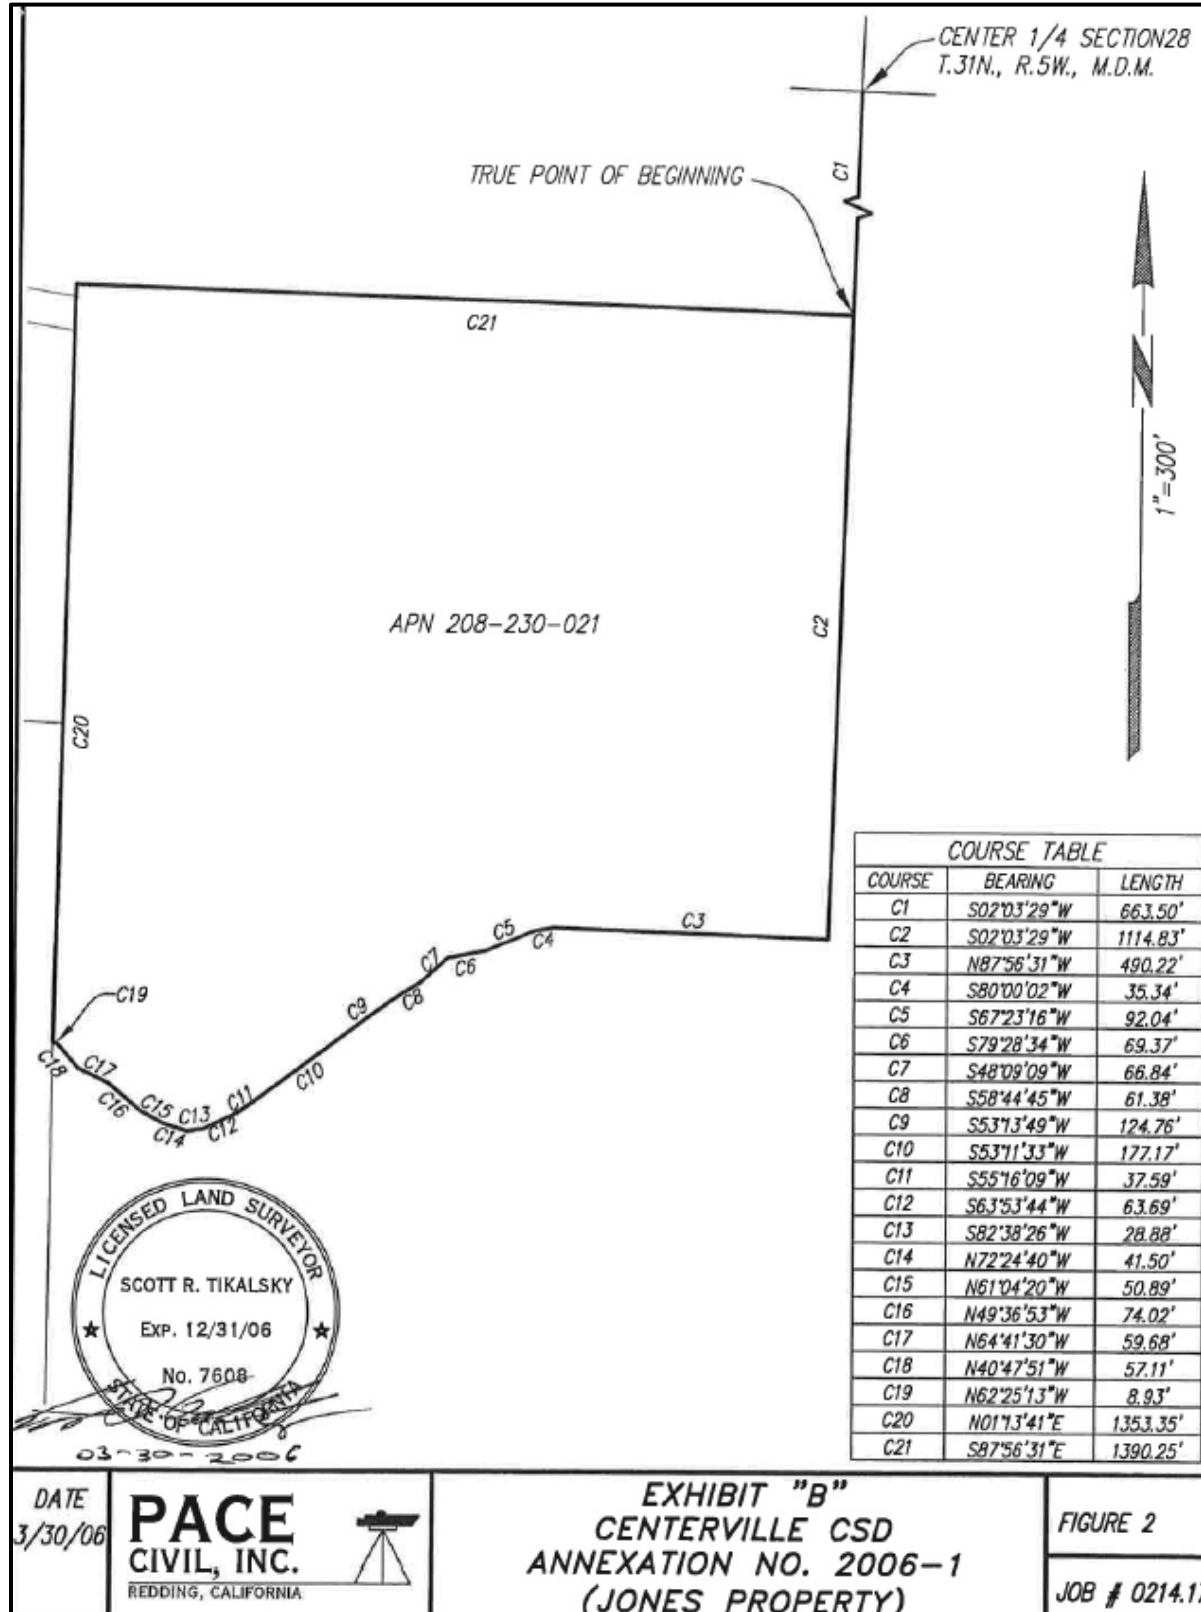 CENTER 1/4 SECTION28
T.31N., R.5W., M.D.M.
C1
TRUE POINT OF BEGINNING
C21
1"=300'
APN 208-230-021
C2
C20
C3
C5
C4
C7
C6
C8
C19
C9
C18
C17
C10
C16
C15
C13
C11
C14
C12
COURSE TABLE
COURSE BEARING LENGTH
C1 S02°03'29"W 663.50'
C2 S02°03'29"W 1114.83'
C3 N87°56'31"W 490.22'
C4 S80°00'02"W 35.34'
C5 S67°23'16"W 92.04'
C6 S79°28'34"W 69.37'
C7 S48°09'09"W 66.84'
C8 S58°44'45"W 61.38'
C9 S53°13'49"W 124.76'
C10 S53°11'33"W 177.17'
C11 S55°16'09"W 37.59'
C12 S63°53'44"W 63.69'
C13 S82°38'26"W 28.88'
C14 N72°24'40"W 41.50'
C15 N61°04'20"W 50.89'
C16 N49°36'53"W 74.02'
C17 N64°41'30"W 59.68'
C18 N40°47'51"W 57.11'
C19 N62°25'13"W 8.93'
C20 N01°13'41"E 1353.35'
C21 S87°56'31"E 1390.25'
LICENSED LAND SURVEYOR
SCOTT R. TIKALSKY
EXP. 12/31/06
No. 7608
STATE OF CALIFORNIA
03-30-2006
DATE
3/30/06
PACE
CIVIL, INC.
REDDING, CALIFORNIA
EXHIBIT "B"
CENTERVILLE CSD
ANNEXATION NO. 2006-1
(JONES PROPERTY)
FIGURE 2
JOB # 0214.1